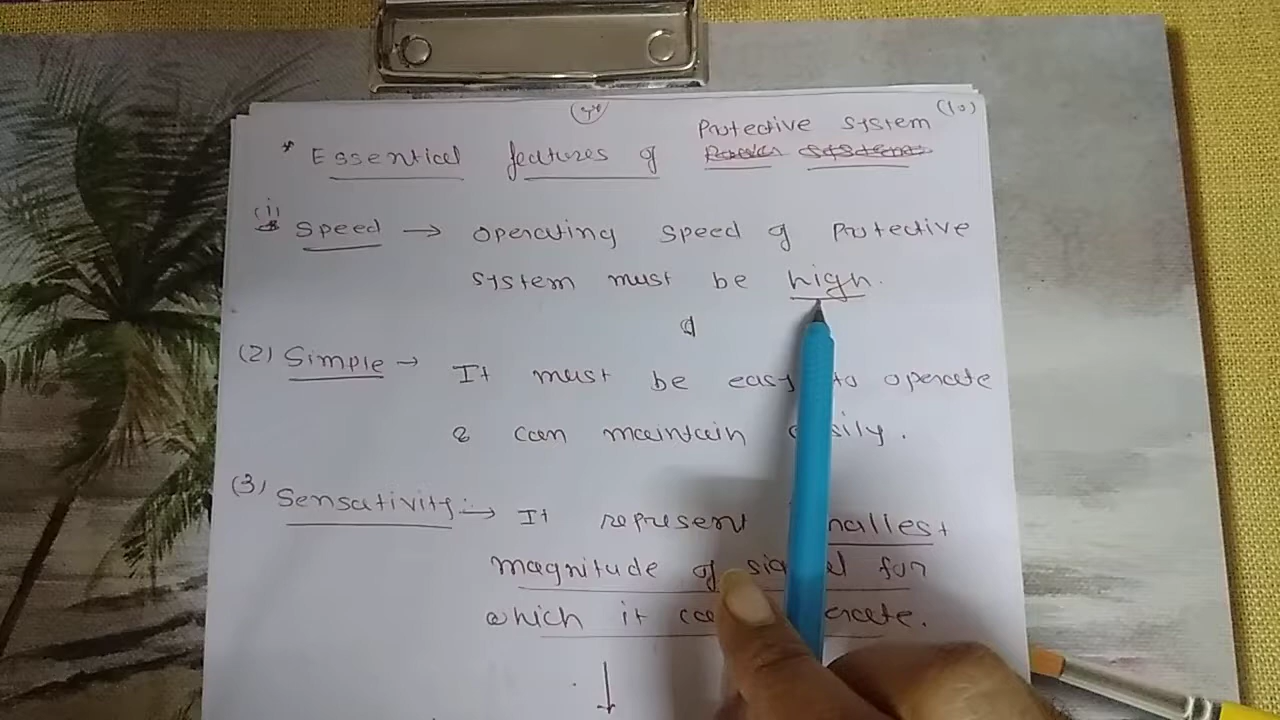 (10)
* Essential features of Protective system
(i) Speed → operating speed of Protective
system must be high.
(2) Simple → It must be easy to operate
& can maintain easily.
(3) Sensativity :→ It represent smallest
magnitude of signal for
which it can operate.